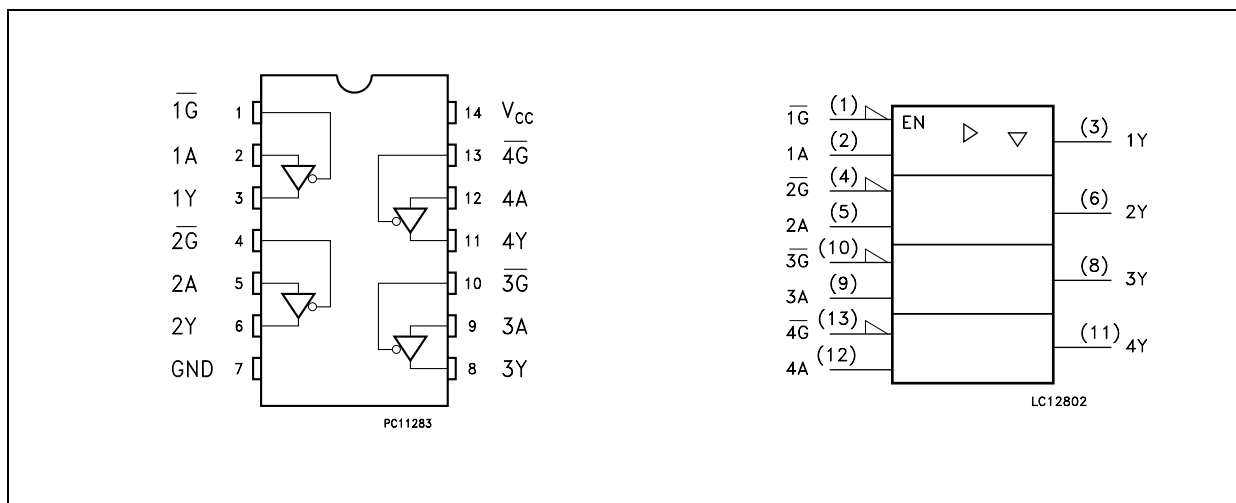 1G̅ 1 14 VCC
1A 2 13 4G̅
1Y 3 12 4A
2G̅ 4 11 4Y
2A 5 10 3G̅
2Y 6 9 3A
GND 7 8 3Y
PC11283
1G̅ (1) EN
1A (2) (3) 1Y
2G̅ (4)
2A (5) (6) 2Y
3G̅ (10)
3A (9) (8) 3Y
4G̅ (13)
4A (12) (11) 4Y
LC12802